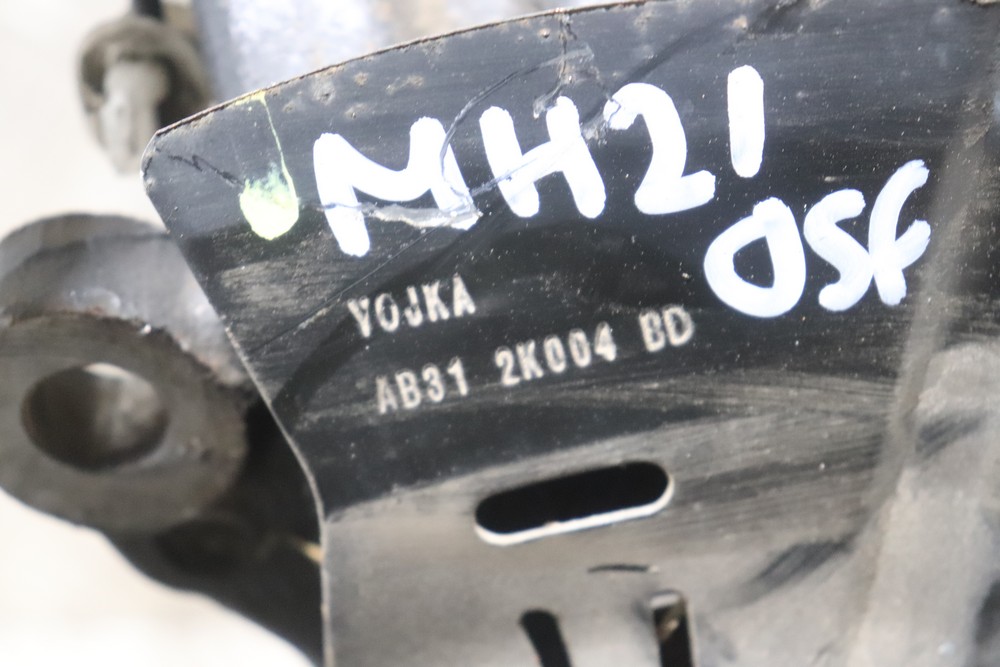 MH21
OSF
YOJKA
AB31 2K004 BD